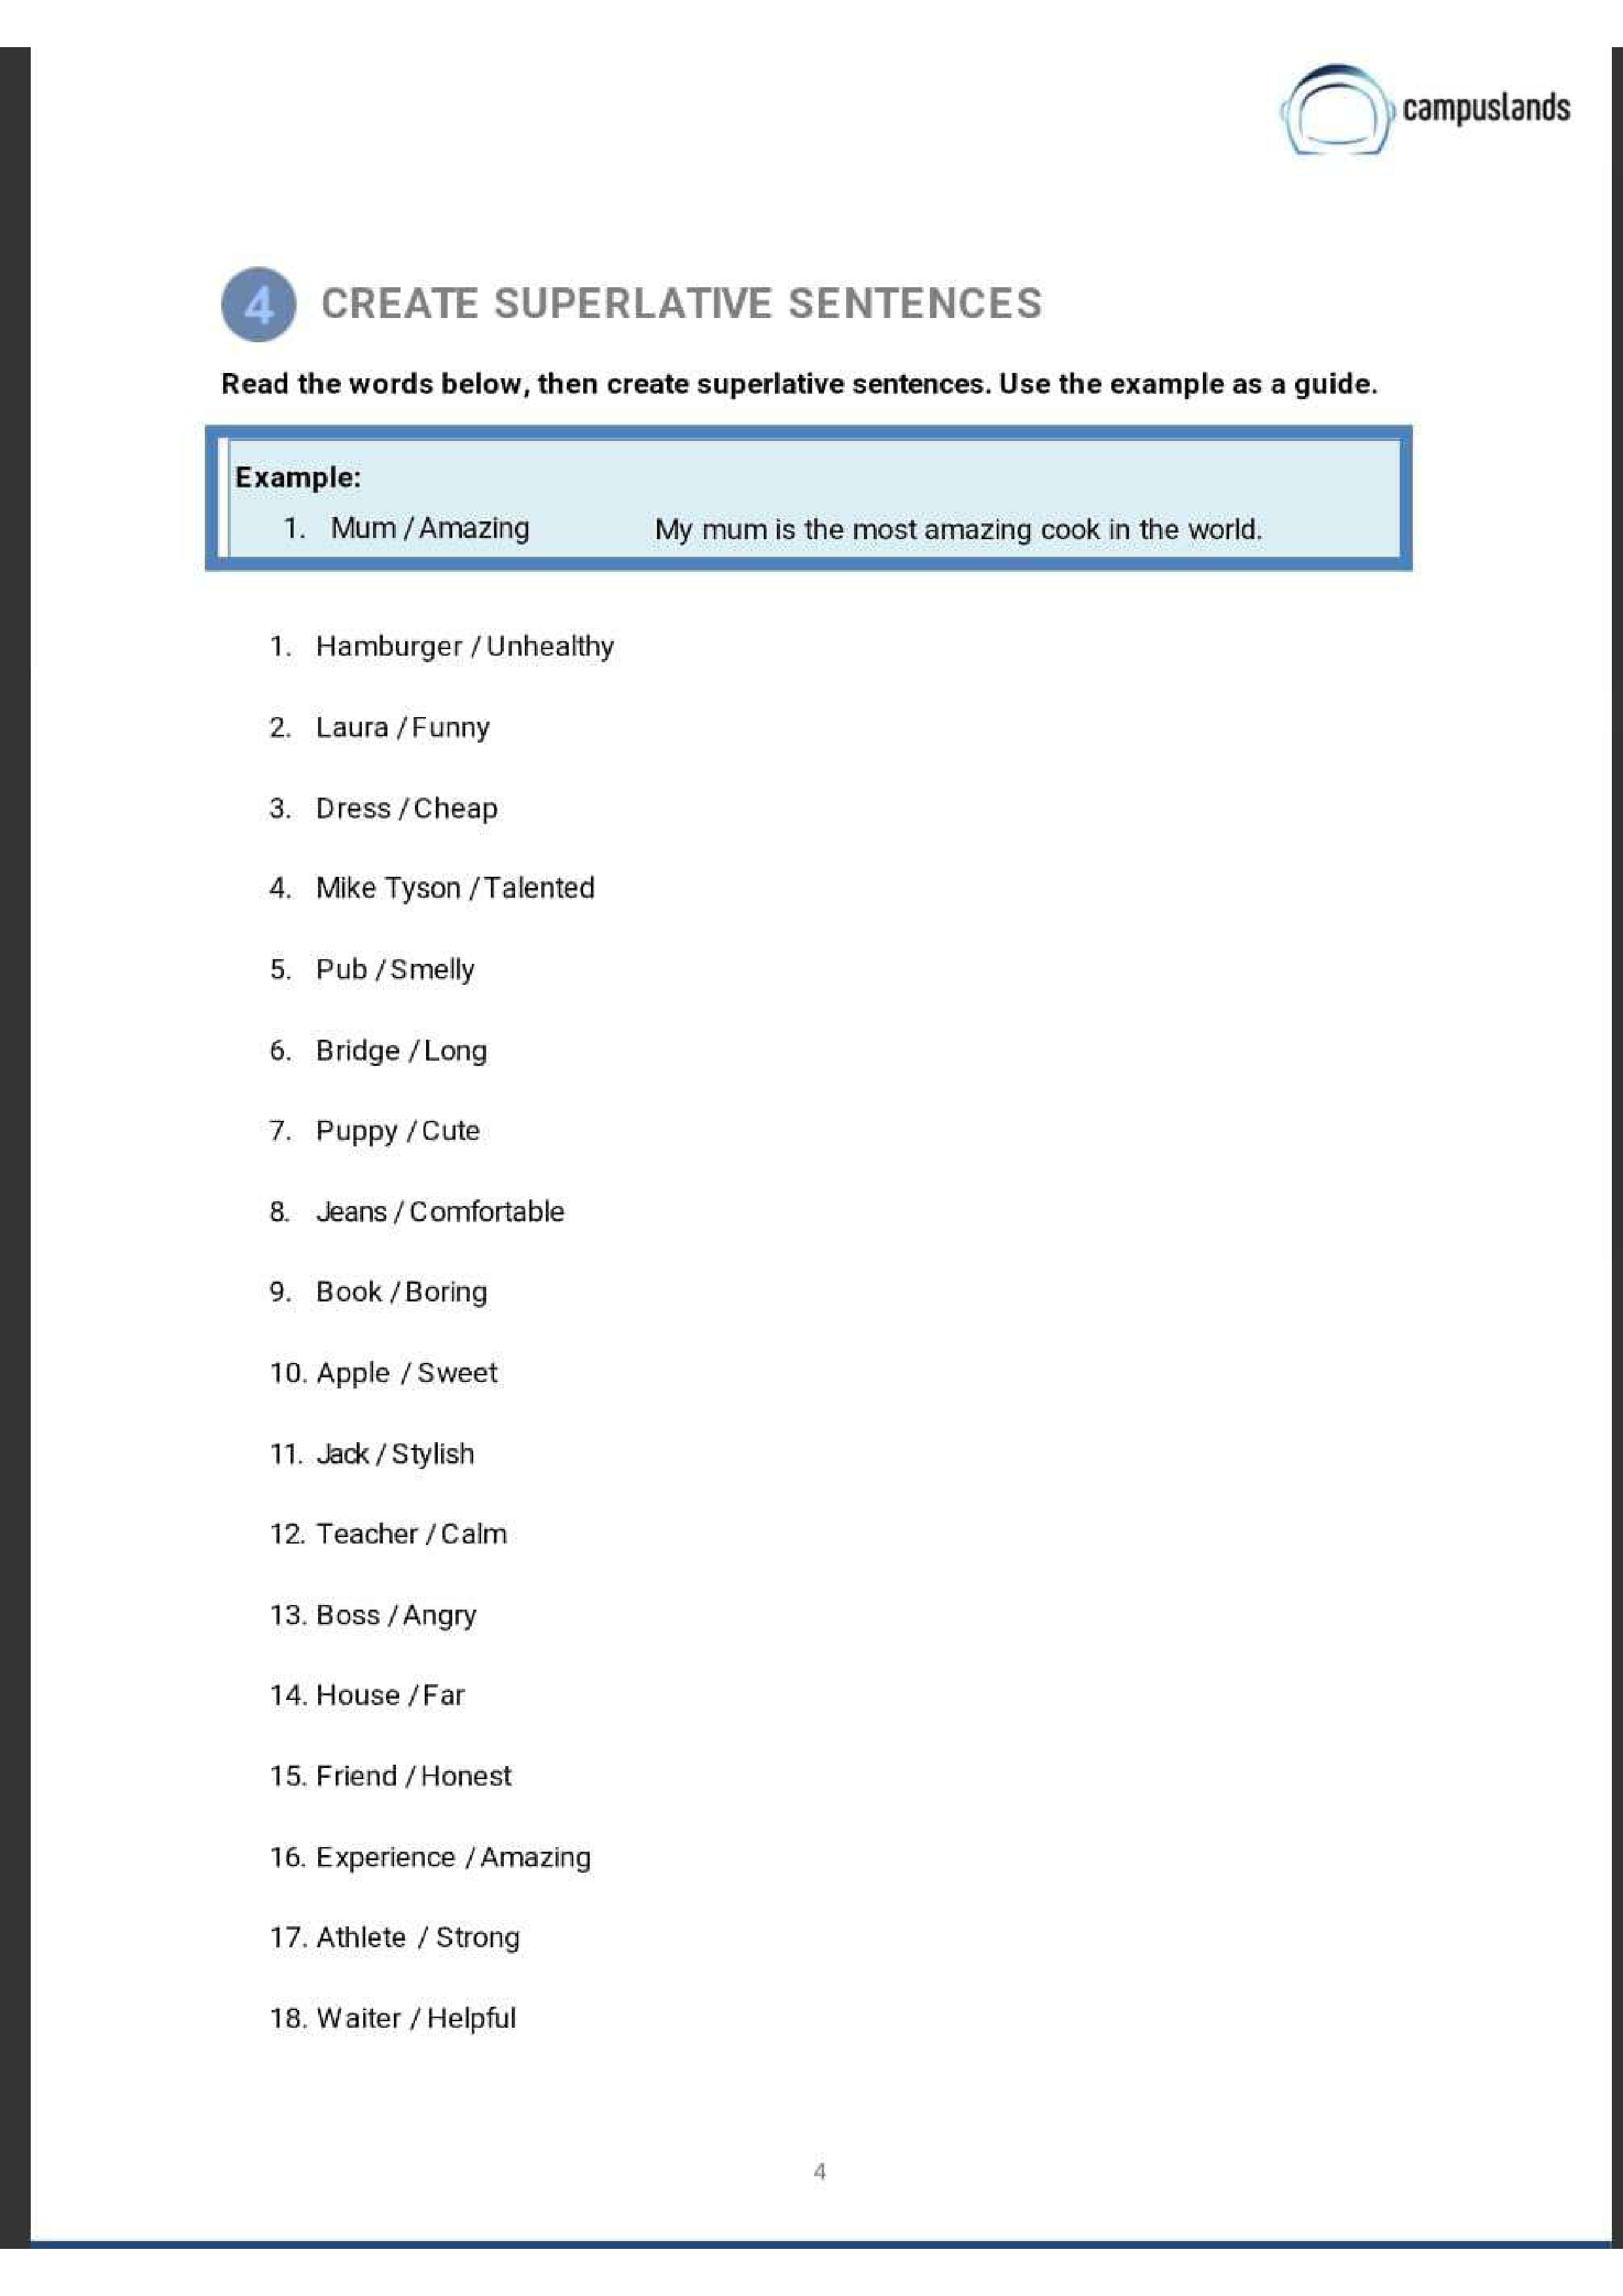 campuslands
4 CREATE SUPERLATIVE SENTENCES
Read the words below, then create superlative sentences. Use the example as a guide.
Example:
1. Mum / Amazing My mum is the most amazing cook in the world.
1. Hamburger / Unhealthy
2. Laura / Funny
3. Dress / Cheap
4. Mike Tyson / Talented
5. Pub / Smelly
6. Bridge / Long
7. Puppy / Cute
8. Jeans / Comfortable
9. Book / Boring
10. Apple / Sweet
11. Jack / Stylish
12. Teacher / Calm
13. Boss / Angry
14. House / Far
15. Friend / Honest
16. Experience / Amazing
17. Athlete / Strong
18. Waiter / Helpful
4